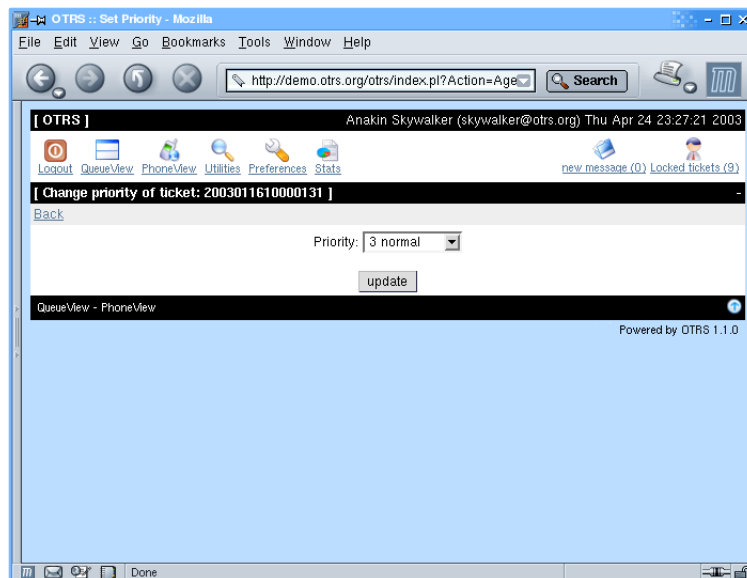 OTRS :: Set Priority - Mozilla
File Edit View Go Bookmarks Tools Window Help
http://demo.otrs.org/otrs/index.pl?Action=Age
Search
[ OTRS ] Anakin Skywalker (skywalker@otrs.org) Thu Apr 24 23:27:21 2003
Logout QueueView PhoneView Utilities Preferences Stats new message (0) Locked tickets (9)
[ Change priority of ticket: 2003011610000131 ] -
Back
Priority: 3 normal
update
QueueView - PhoneView
Powered by OTRS 1.1.0
Done